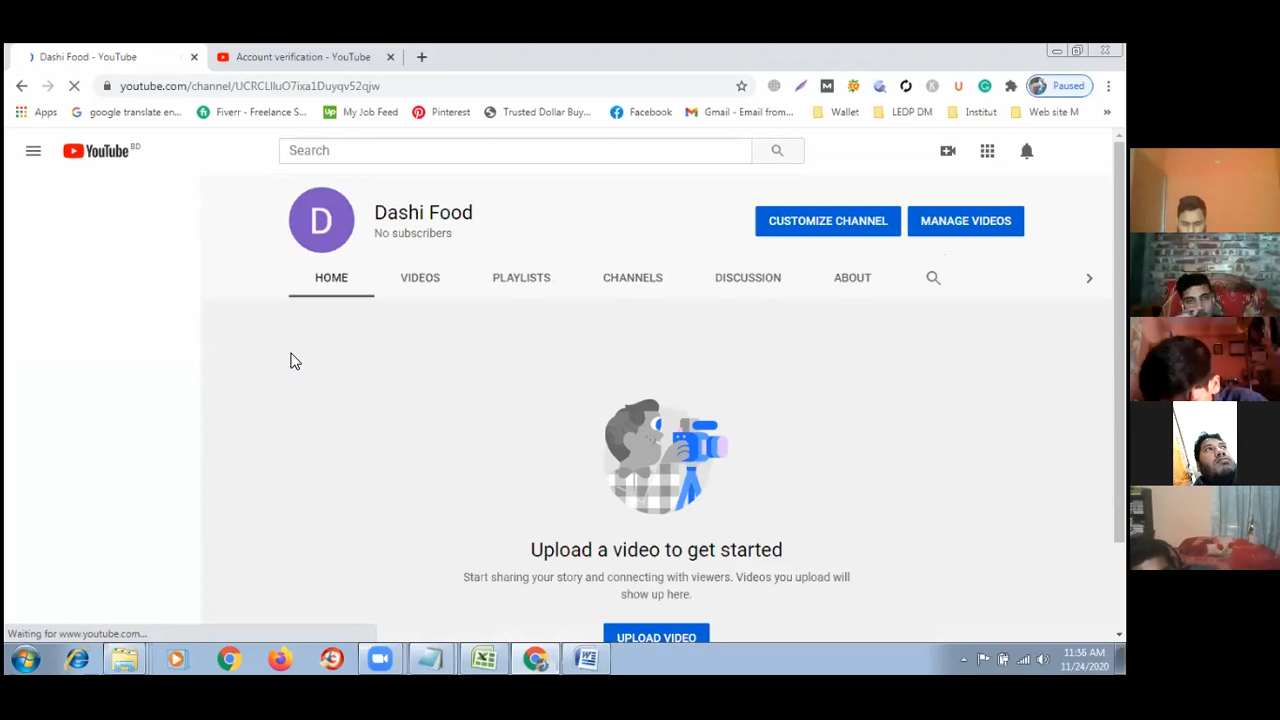 Dashi Food - YouTube
Account verification - YouTube
youtube.com/channel/UCRCLIluO7ixa1Duyqv52qjw
Paused
Apps
google translate en...
Fiverr - Freelance S...
Up
My Job Feed
Pinterest
Trusted Dollar Buy...
Facebook
Gmail - Email from...
Wallet
LEDP DM
Institut
Web site M
YouTube BD
Search
D
Dashi Food
No subscribers
CUSTOMIZE CHANNEL
MANAGE VIDEOS
HOME
VIDEOS
PLAYLISTS
CHANNELS
DISCUSSION
ABOUT
Upload a video to get started
Start sharing your story and connecting with viewers. Videos you upload will
show up here.
UPLOAD VIDEO
Waiting for www.youtube.com...
11:36 AM
11/24/2020